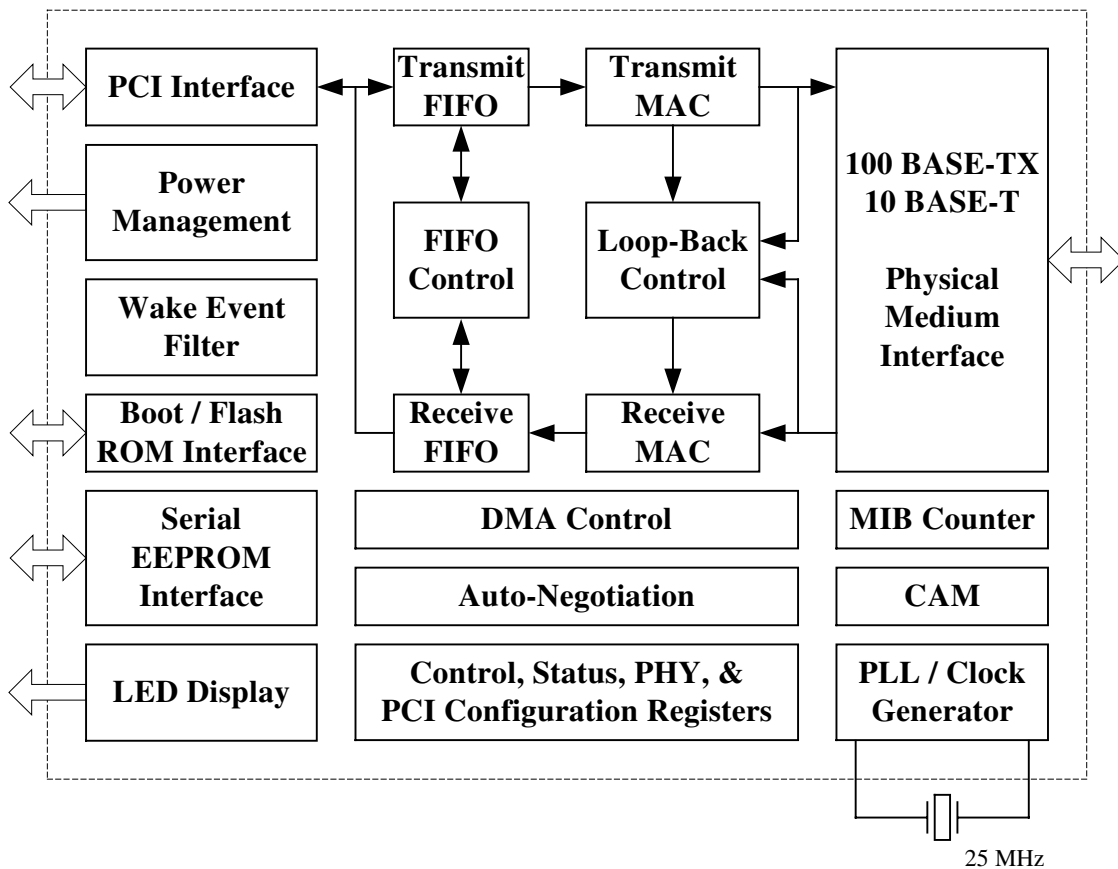 PCI Interface
Transmit
FIFO
Transmit
MAC
100 BASE-TX
10 BASE-T
Physical
Medium
Interface
Power
Management
FIFO
Control
Loop-Back
Control
Wake Event
Filter
Boot / Flash
ROM Interface
Receive
FIFO
Receive
MAC
Serial
EEPROM
Interface
DMA Control
MIB Counter
Auto-Negotiation
CAM
LED Display
Control, Status, PHY, &
PCI Configuration Registers
PLL / Clock
Generator
25 MHz